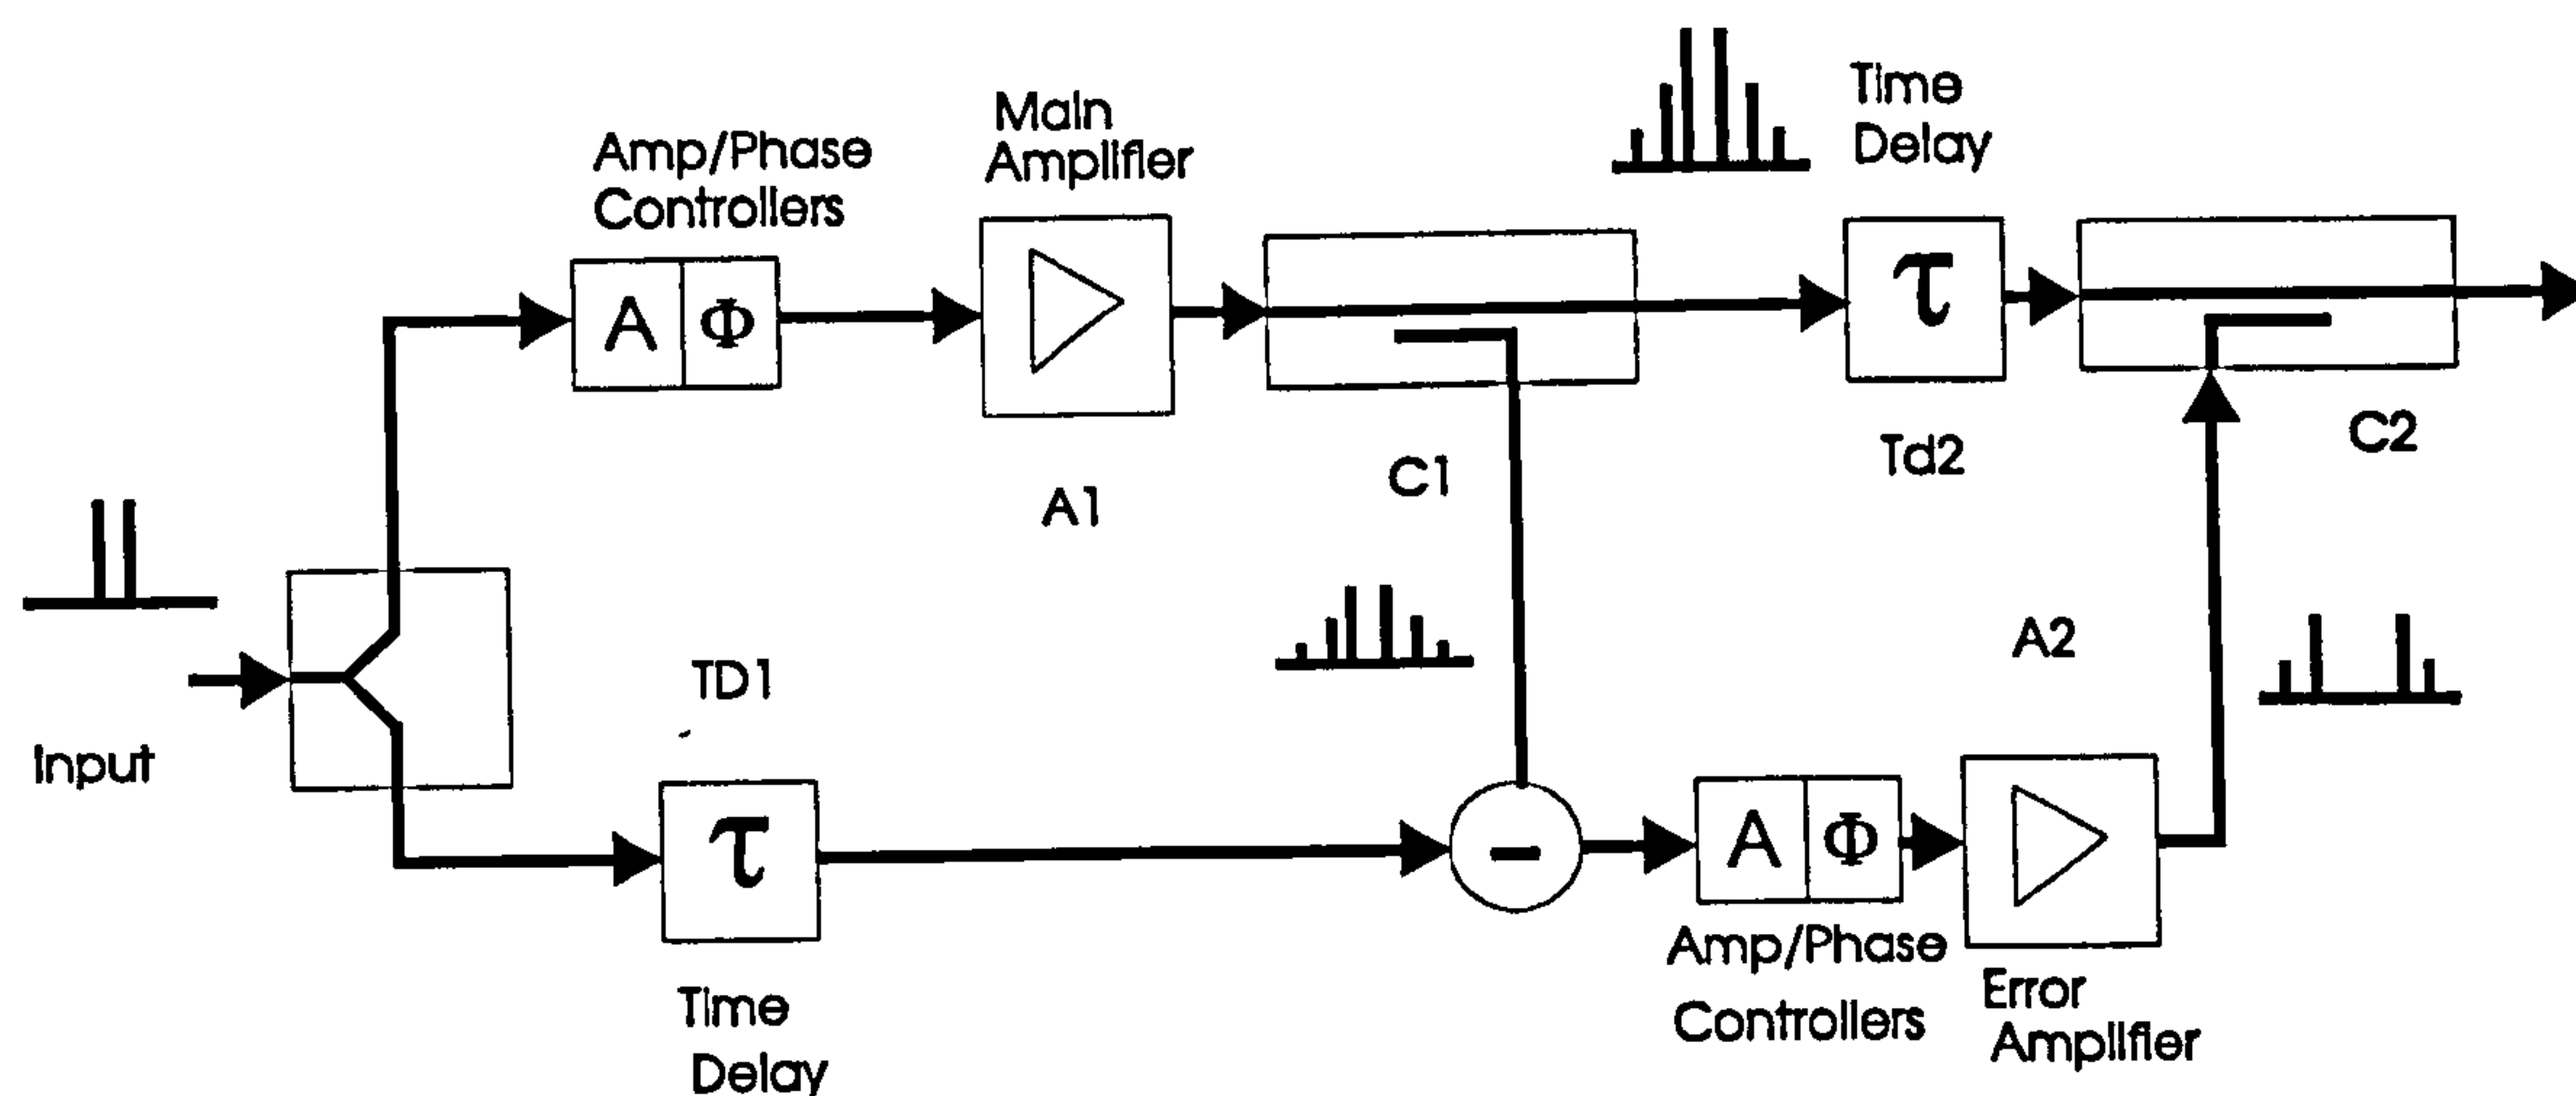 Main
Amplifier
Amp/Phase
Controllers
Time
Delay
A Φ
τ
A1
C1
Td2
C2
Input
TD1
A2
τ
-
A Φ
Time
Delay
Amp/Phase
Controllers
Error
Amplifier